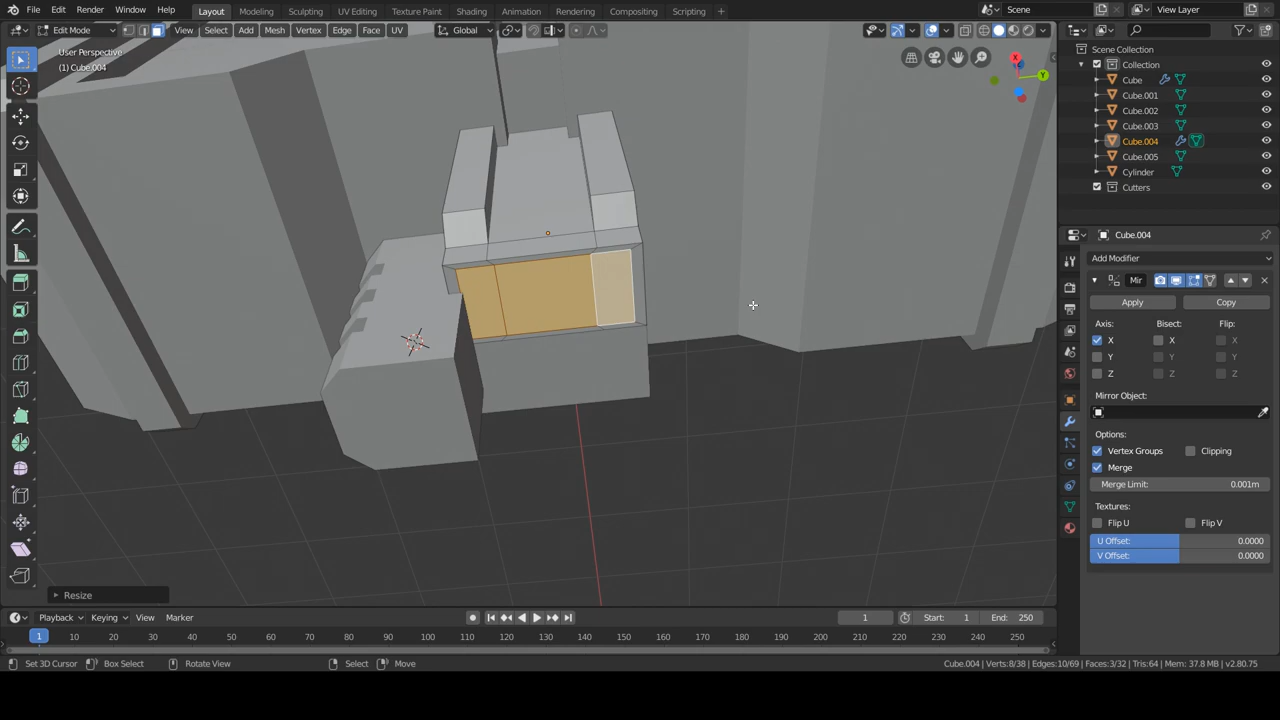 File Edit Render Window Help Layout Modeling Sculpting UV Editing Texture Paint Shading Animation Rendering Compositing Scripting Scene View Layer
Edit Mode View Select Add Mesh Vertex Edge Face UV Global
User Perspective
(1) Cube.004
X
Y
Scene Collection
Collection
Cube
Cube.001
Cube.002
Cube.003
Cube.004
Cube.005
Cylinder
Cutters
Cube.004
Add Modifier
Mir
Apply Copy
Axis: Bisect: Flip:
X X X
Y Y Y
Z Z Z
Mirror Object:
Options:
Vertex Groups Clipping
Merge
Merge Limit: 0.001m
Textures:
Flip U Flip V
U Offset: 0.0000
V Offset: 0.0000
Resize
Playback Keying View Marker 1 Start: 1 End: 250
1 10 20 30 40 50 60 70 80 90 100 110 120 130 140 150 160 170 180 190 200 210 220 230 240 250
Set 3D Cursor Box Select Rotate View Select Move Cube.004 | Verts:8/38 | Edges:10/69 | Faces:3/32 | Tris:64 | Mem: 37.8 MB | v2.80.75